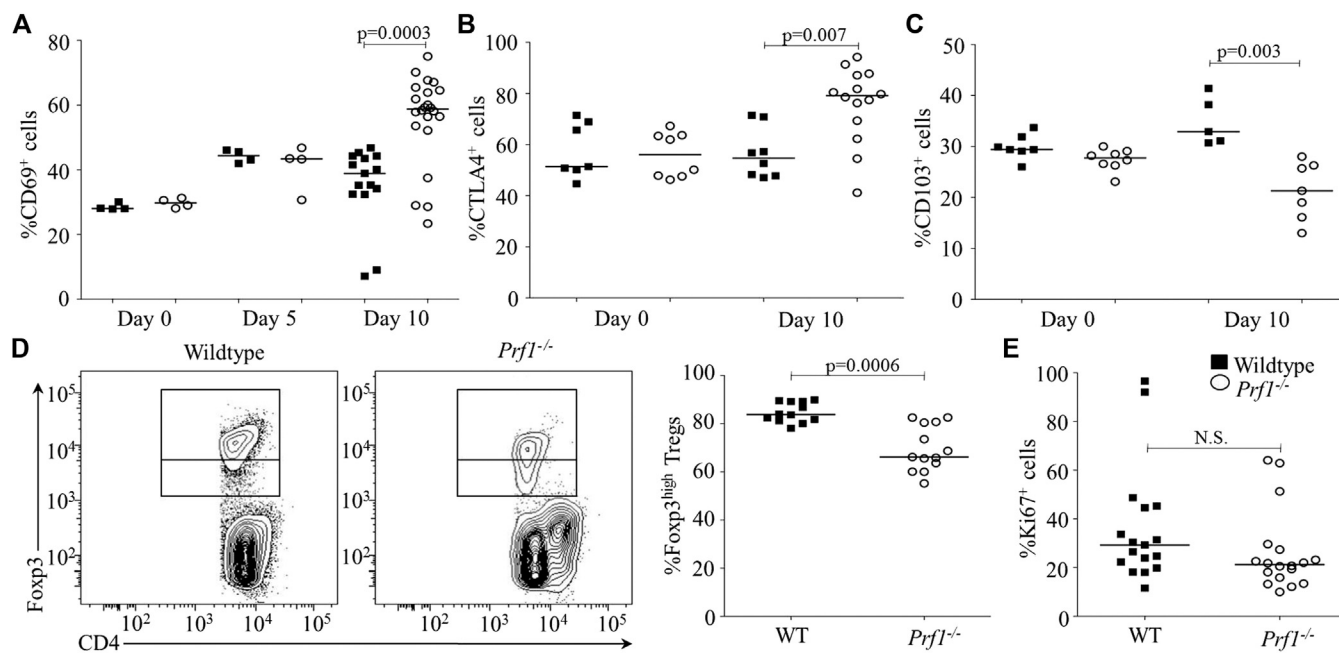 A
p=0.0003
%CD69⁺ cells
80
60
40
20
0
Day 0 Day 5 Day 10
B
p=0.007
%CTLA4⁺ cells
100
80
60
40
20
0
Day 0 Day 10
C
p=0.003
%CD103⁺ cells
50
40
30
20
10
0
Day 0 Day 10
D
Wildtype
Prf1⁻/⁻
Foxp3
10⁵
10⁴
10³
10²
10² 10³ 10⁴ 10⁵
CD4
10⁵
10⁴
10³
10²
10² 10³ 10⁴ 10⁵
p=0.0006
%Foxp3ʰⁱᵍʰ Tregs
100
80
60
40
20
0
WT Prf1⁻/⁻
E
Wildtype
Prf1⁻/⁻
N.S.
%Ki67⁺ cells
100
80
60
40
20
0
WT Prf1⁻/⁻